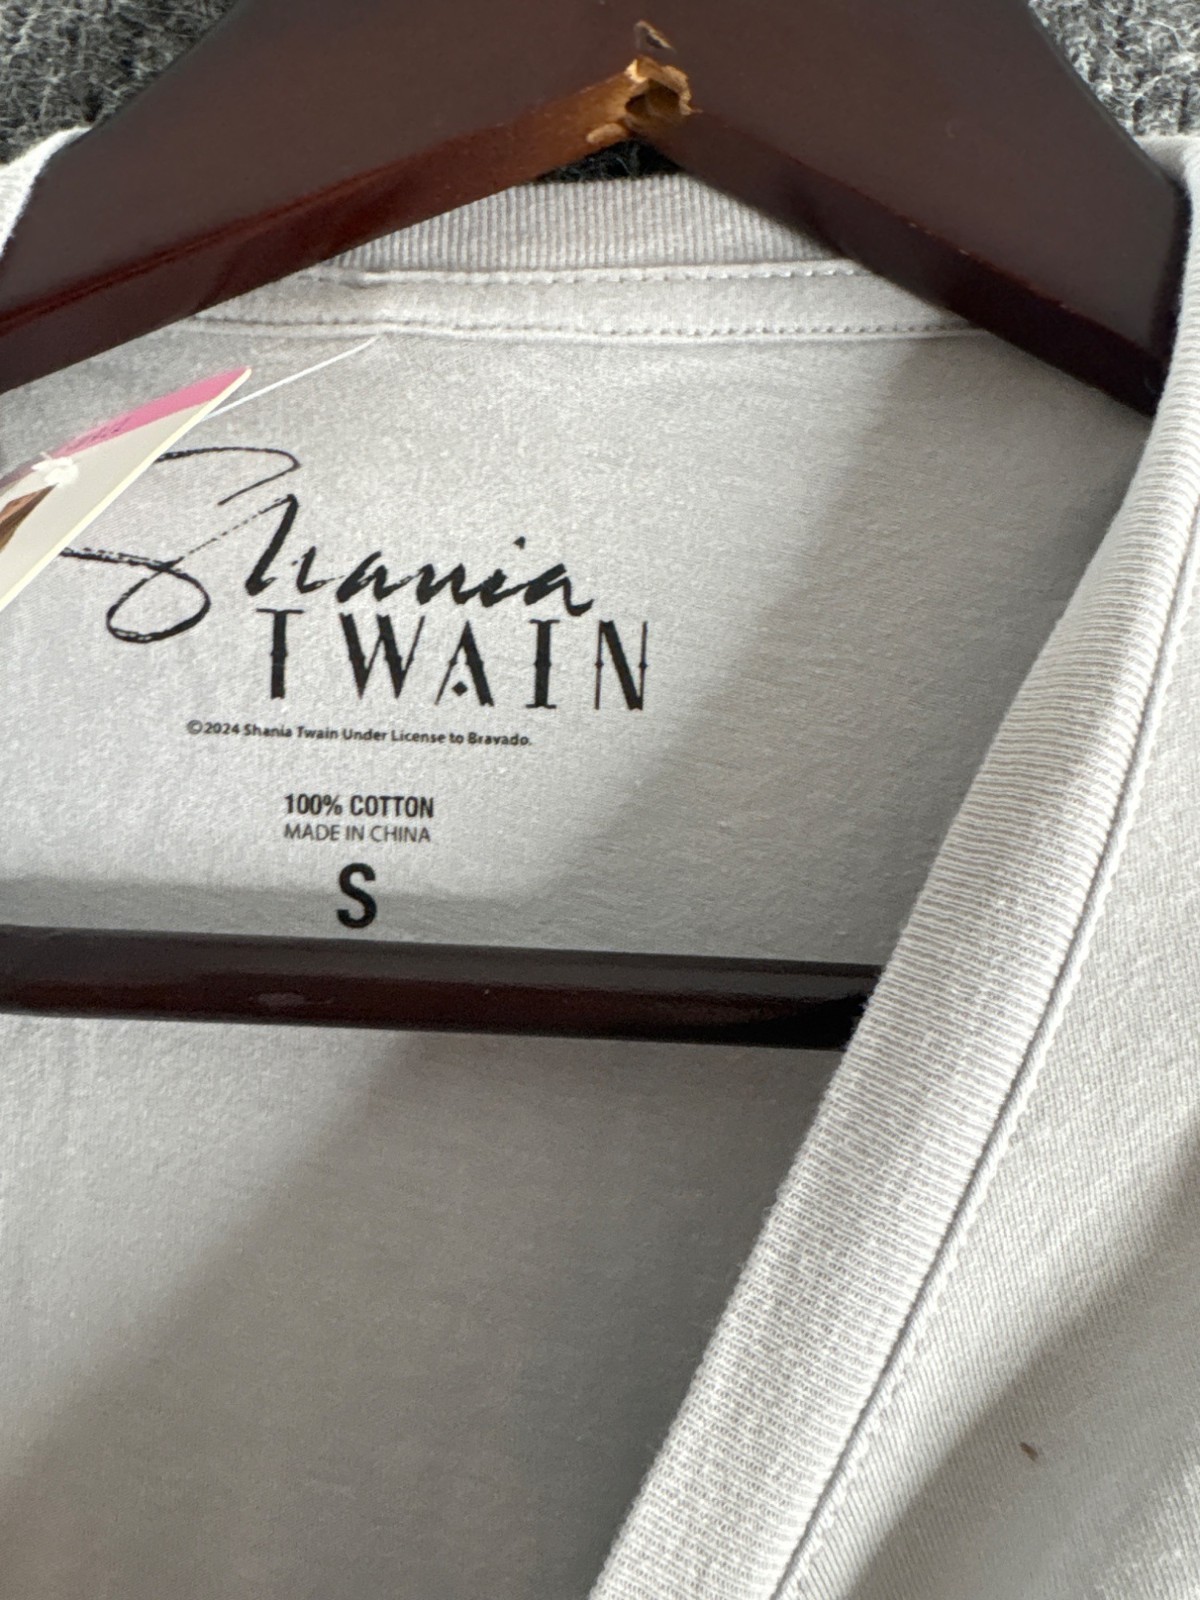 Shania
TWAIN
©2024 Shania Twain Under License to Bravado.
100% COTTON
MADE IN CHINA
S